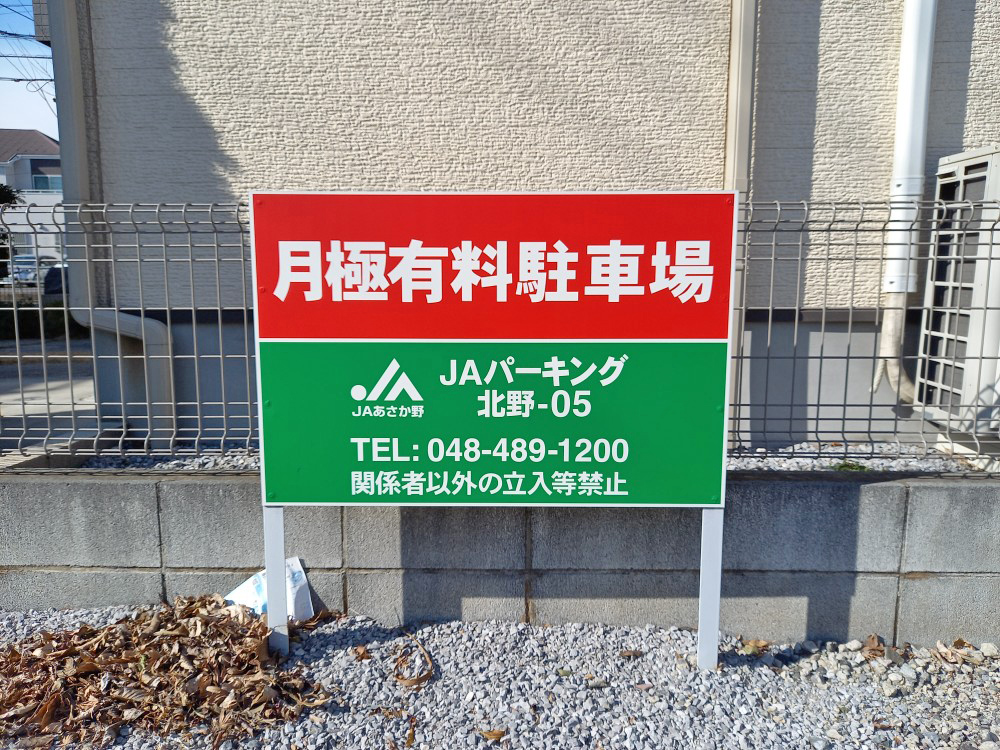 月極有料駐車場
JAパーキング
北野-05
JAあさか野
TEL: 048-489-1200
関係者以外の立入等禁止